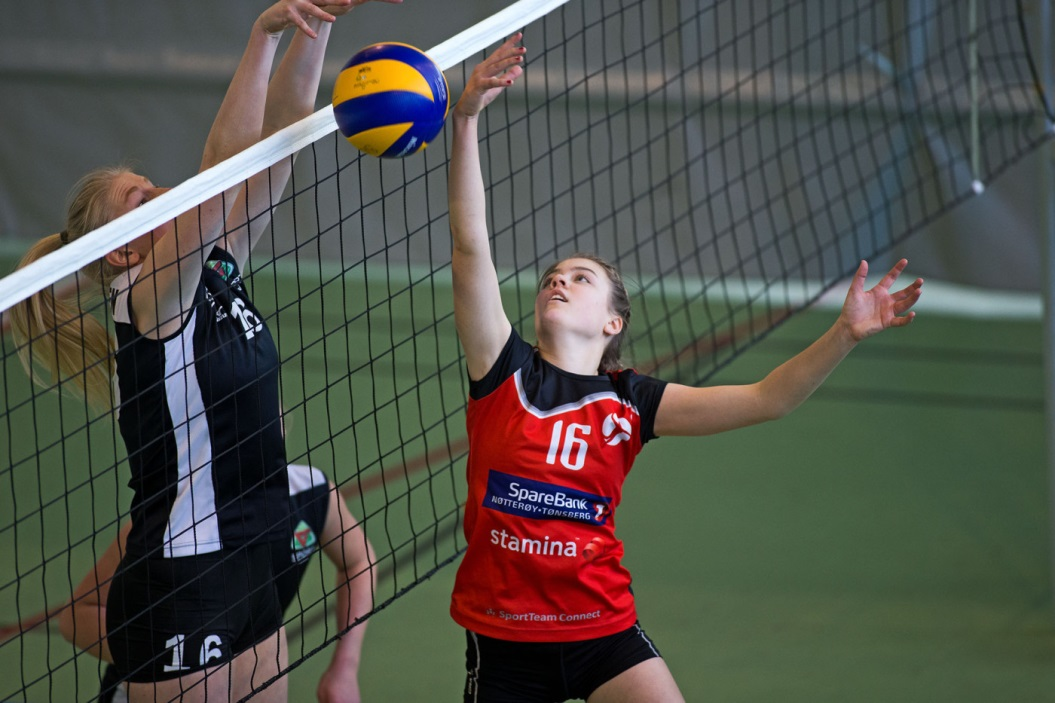 16
SpareBank
NØTTERØY-TØNSBERG
stamina
SportTeam Connect
16
16